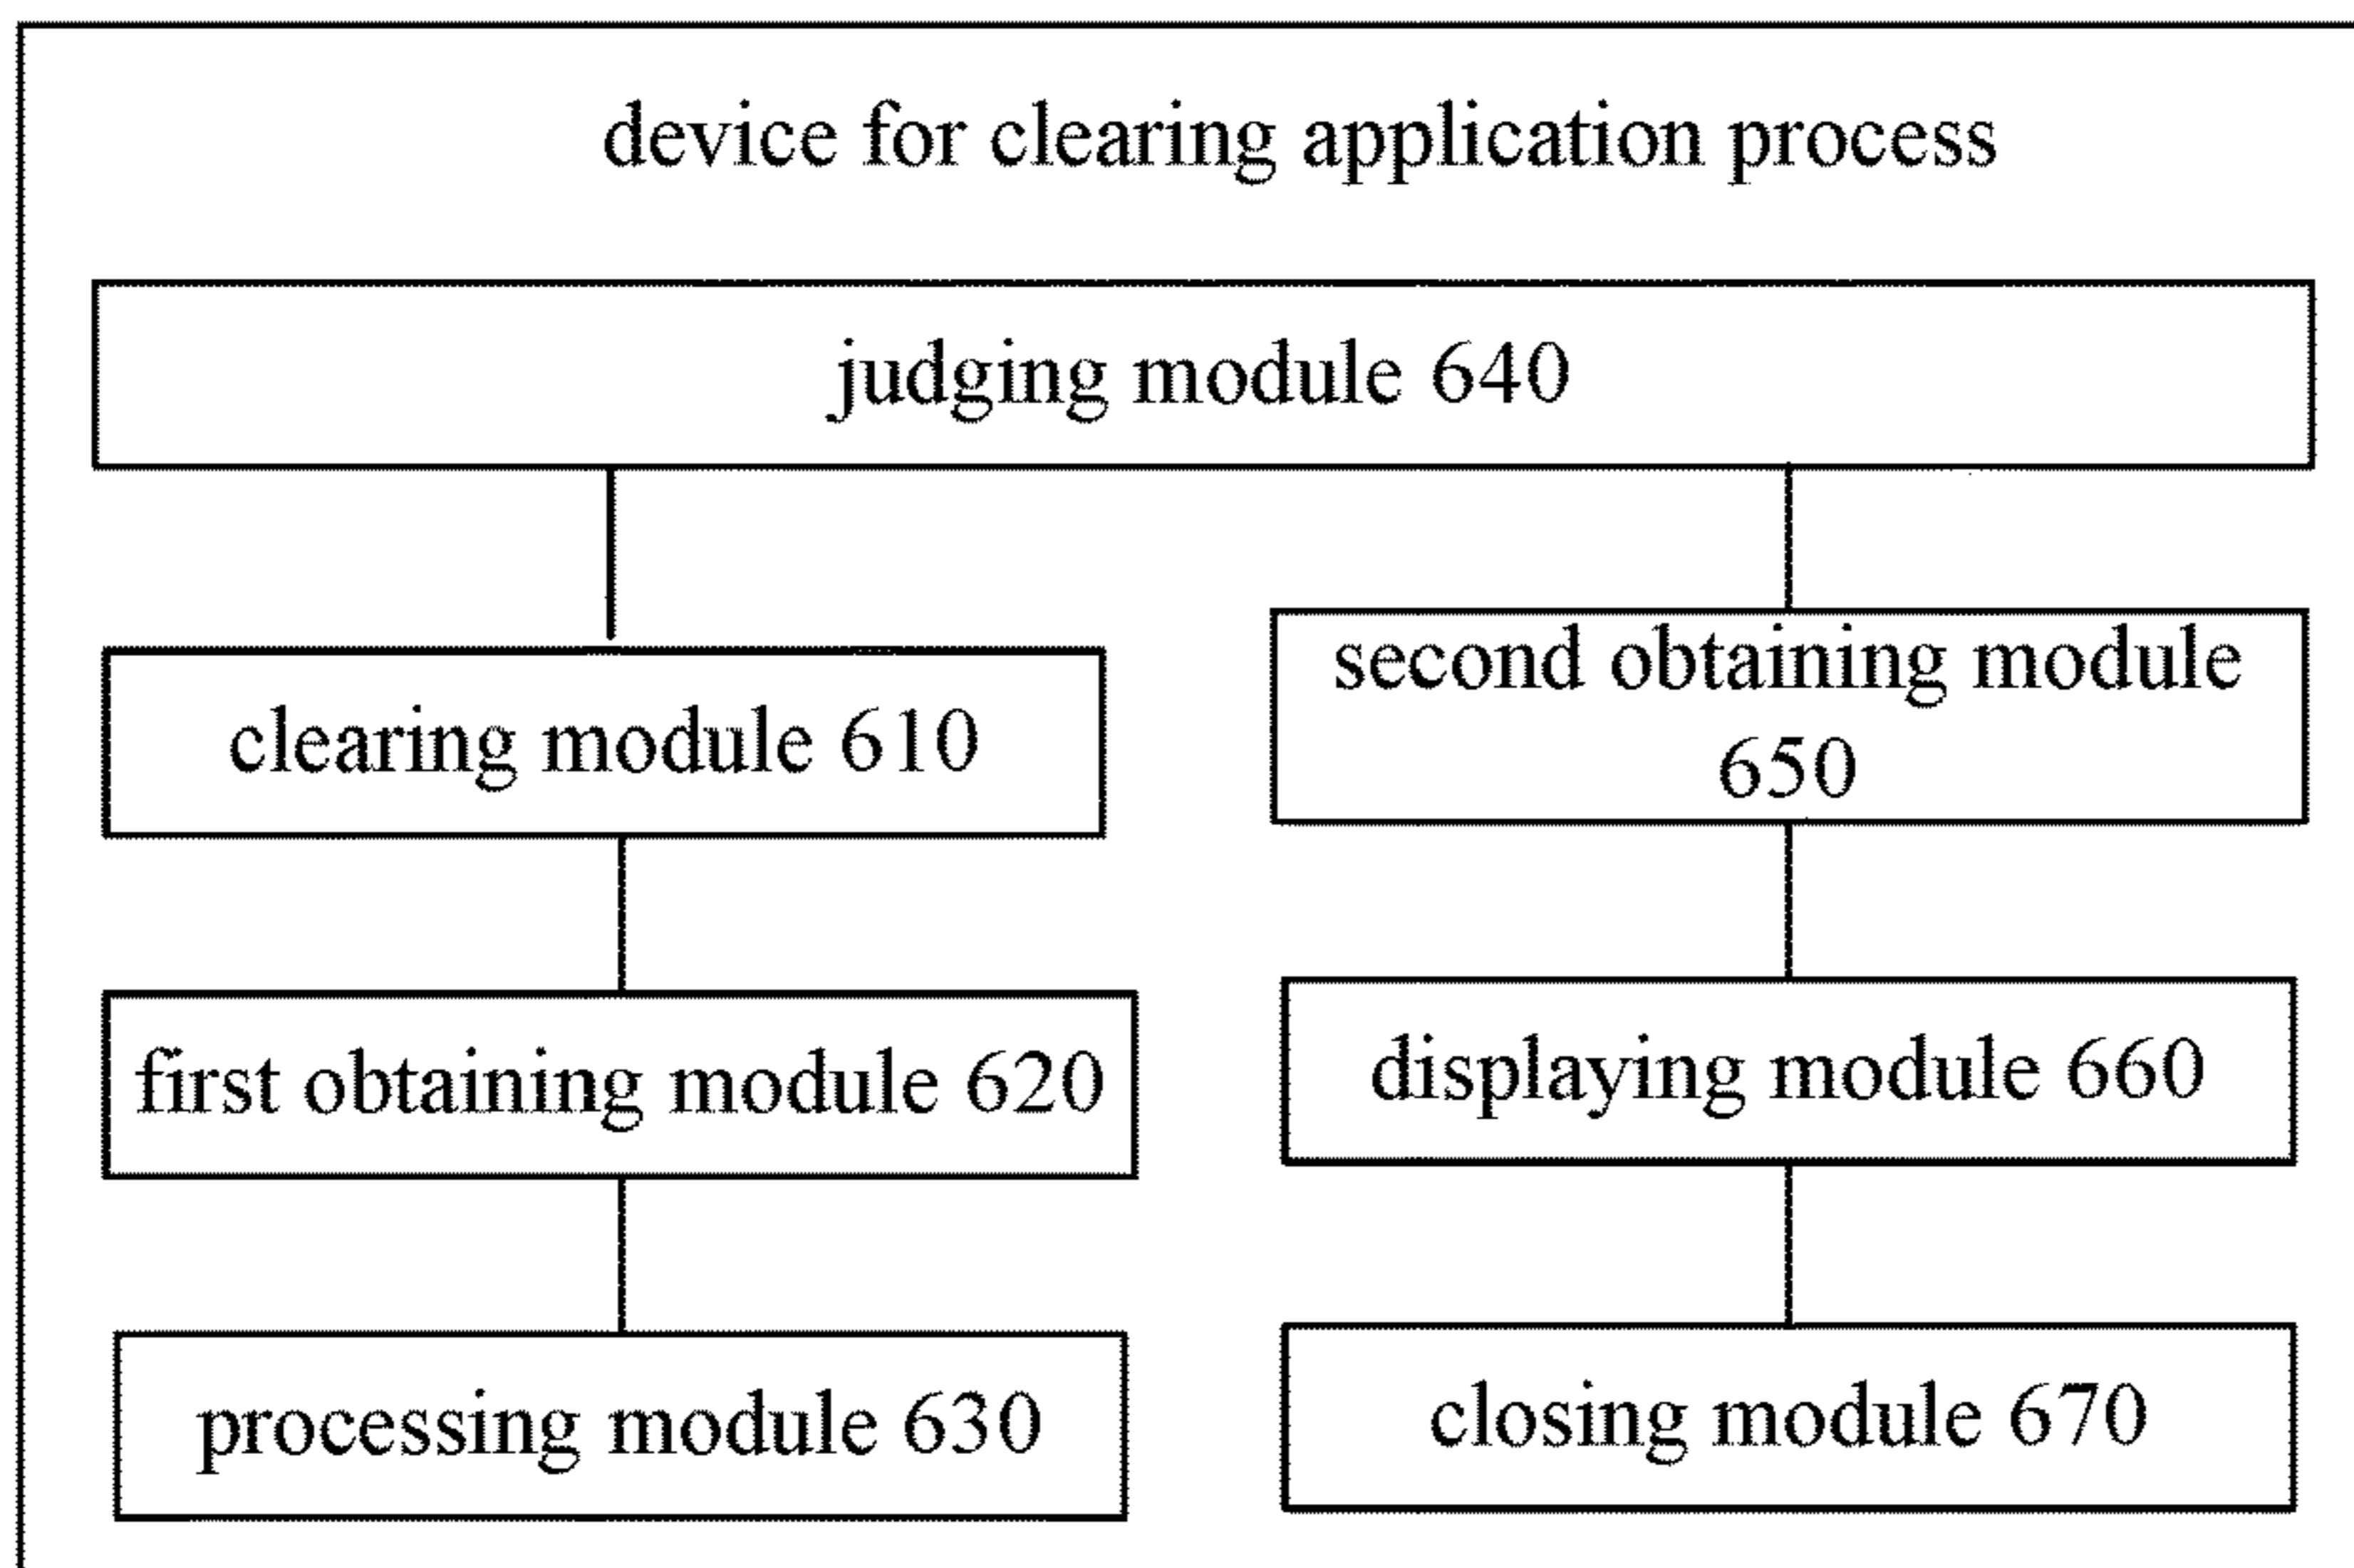 device for clearing application process
judging module 640
clearing module 610
first obtaining module 620
processing module 630
second obtaining module
650
displaying module 660
closing module 670